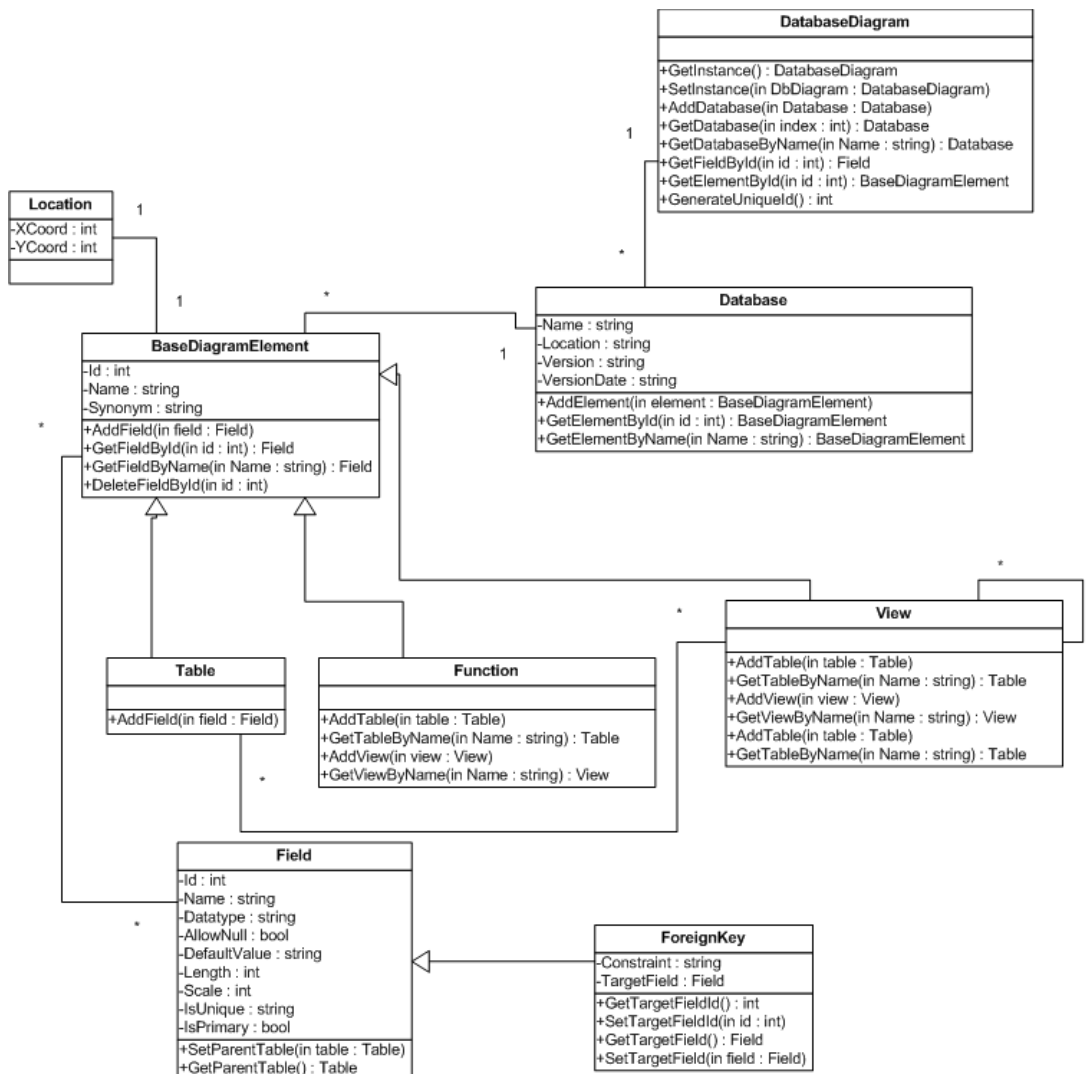 DatabaseDiagram
+GetInstance() : DatabaseDiagram
+SetInstance(in DbDiagram : DatabaseDiagram)
+AddDatabase(in Database : Database)
+GetDatabase(in index : int) : Database
+GetDatabaseByName(in Name : string) : Database
+GetFieldById(in id : int) : Field
+GetElementById(in id : int) : BaseDiagramElement
+GenerateUniqueId() : int
1
*
Location
-XCoord : int
-YCoord : int
1
1
*
1
Database
-Name : string
-Location : string
-Version : string
-VersionDate : string
+AddElement(in element : BaseDiagramElement)
+GetElementById(in id : int) : BaseDiagramElement
+GetElementByName(in Name : string) : BaseDiagramElement
BaseDiagramElement
-Id : int
-Name : string
-Synonym : string
+AddField(in field : Field)
+GetFieldById(in id : int) : Field
+GetFieldByName(in Name : string) : Field
+DeleteFieldById(in id : int)
*
*
*
View
+AddTable(in table : Table)
+GetTableByName(in Name : string) : Table
+AddView(in view : View)
+GetViewByName(in Name : string) : View
+AddTable(in table : Table)
+GetTableByName(in Name : string) : Table
Table
+AddField(in field : Field)
Function
+AddTable(in table : Table)
+GetTableByName(in Name : string) : Table
+AddView(in view : View)
+GetViewByName(in Name : string) : View
*
*
Field
-Id : int
-Name : string
-Datatype : string
-AllowNull : bool
-DefaultValue : string
-Length : int
-Scale : int
-IsUnique : string
-IsPrimary : bool
+SetParentTable(in table : Table)
+GetParentTable() : Table
ForeignKey
-Constraint : string
-TargetField : Field
+GetTargetFieldId() : int
+SetTargetFieldId(in id : int)
+GetTargetField() : Field
+SetTargetField(in field : Field)